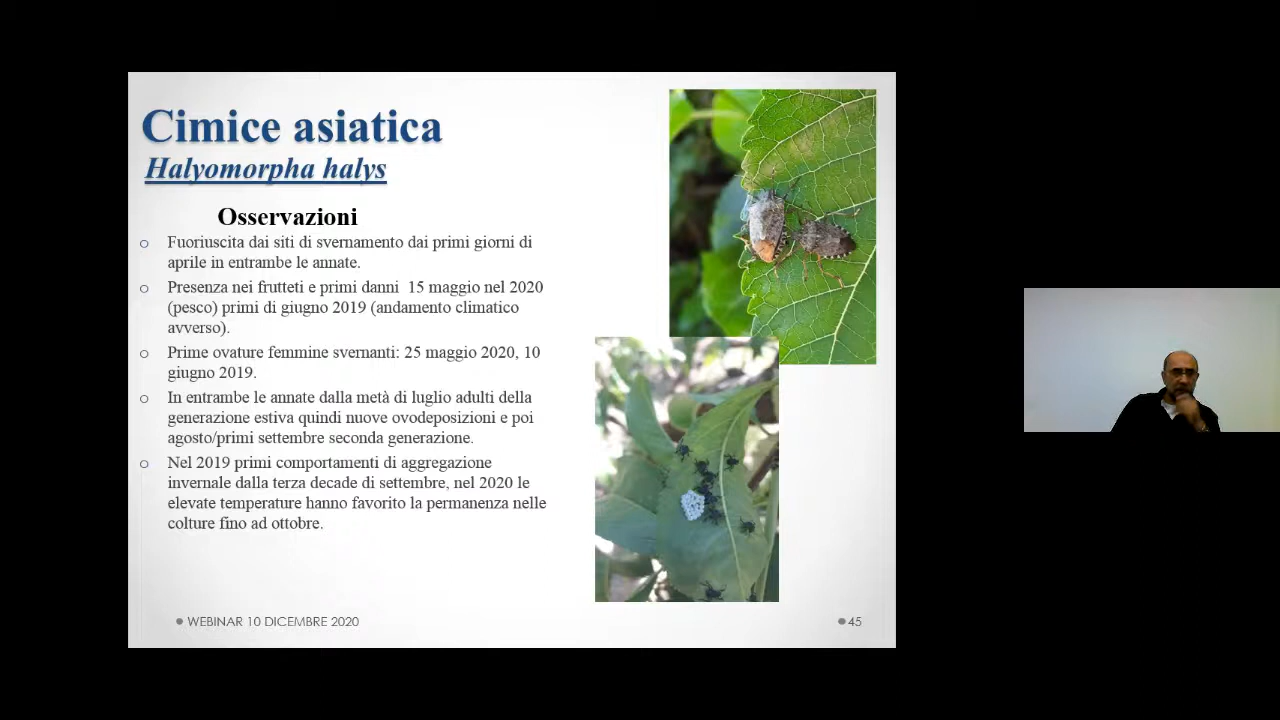 Cimice asiatica
Halyomorpha halys
Osservazioni
o Fuoriuscita dai siti di svernamento dai primi giorni di
aprile in entrambe le annate.
o Presenza nei frutteti e primi danni 15 maggio nel 2020
(pesco) primi di giugno 2019 (andamento climatico
avverso).
o Prime ovature femmine svernanti: 25 maggio 2020, 10
giugno 2019.
o In entrambe le annate dalla metà di luglio adulti della
generazione estiva quindi nuove ovodeposizioni e poi
agosto/primi settembre seconda generazione.
o Nel 2019 primi comportamenti di aggregazione
invernale dalla terza decade di settembre, nel 2020 le
elevate temperature hanno favorito la permanenza nelle
colture fino ad ottobre.
● WEBINAR 10 DICEMBRE 2020
● 45